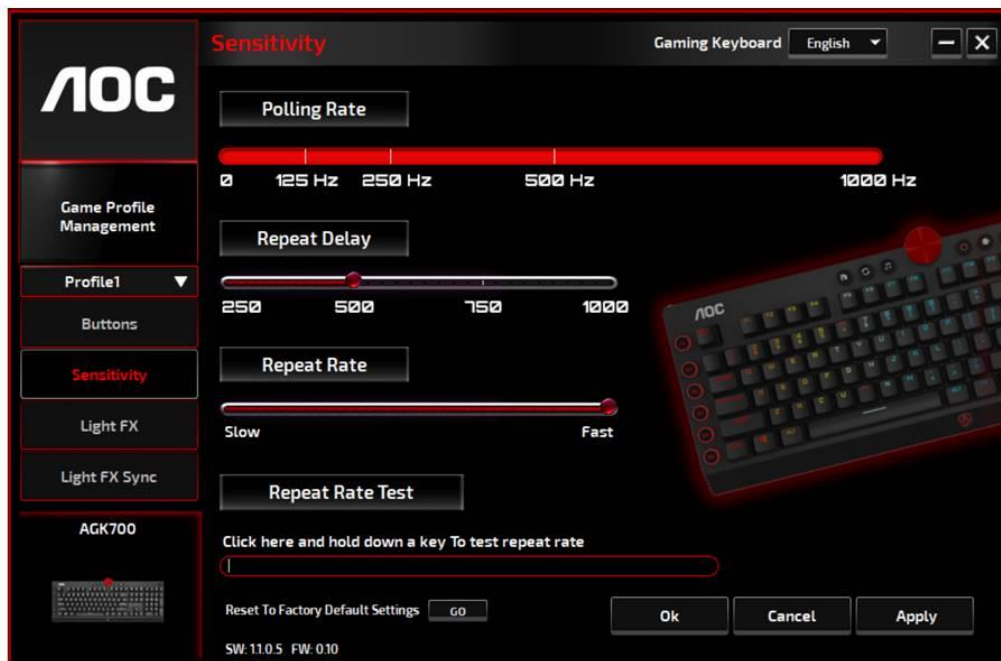 AOC
Sensitivity
Gaming Keyboard English
Polling Rate
0 125 Hz 250 Hz 500 Hz 1000 Hz
Game Profile
Management
Profile1
Buttons
Sensitivity
Light FX
Light FX Sync
AGK700
Repeat Delay
250 500 750 1000
AOC
Repeat Rate
Slow Fast
Repeat Rate Test
Click here and hold down a key To test repeat rate
Reset To Factory Default Settings GO
Ok Cancel Apply
SW: 1.1.0.5 FW: 0.10